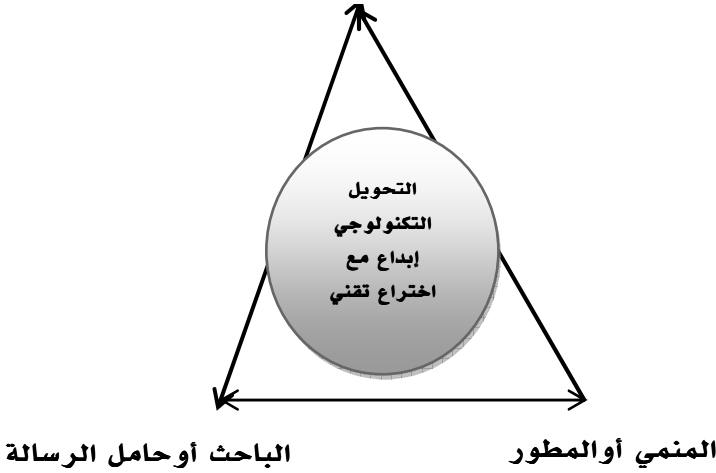 التحويل
التكنولوجي
إبداع مع
اختراع تقني
المنمي أوالمطور
الباحث أوحامل الرسالة